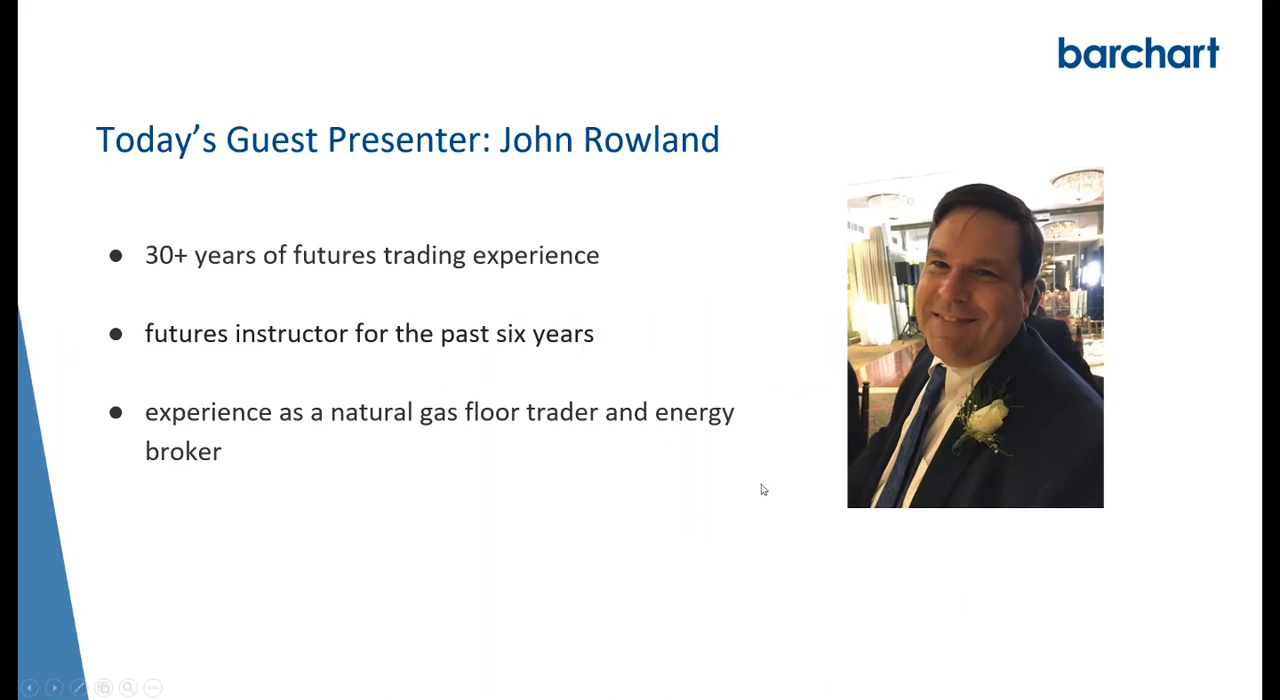 barchart
Today’s Guest Presenter: John Rowland
● 30+ years of futures trading experience
● futures instructor for the past six years
● experience as a natural gas floor trader and energy
broker